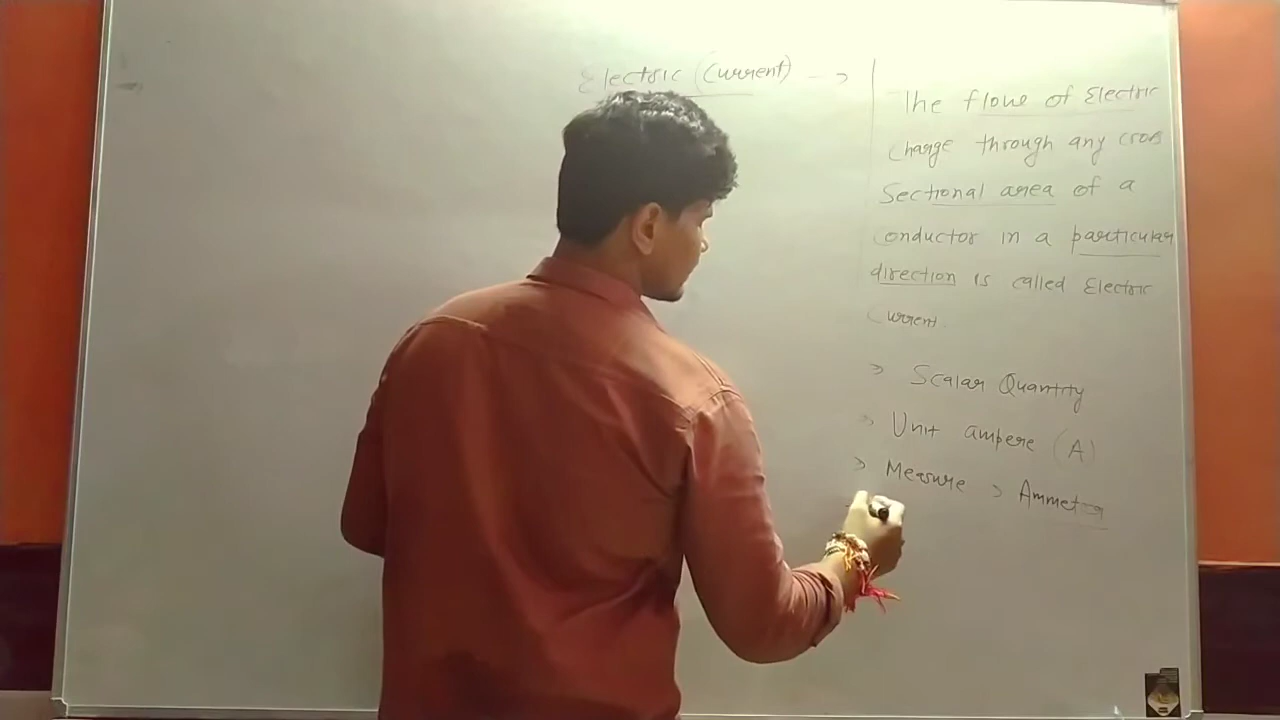 Electric (Current) →
The flowe of Electric
charge through any cross
Sectional area of a
conductor in a particular
direction is called Electric
Current
> Scalar Quantity
> Unit ampere (A)
> Measure > Ammeter